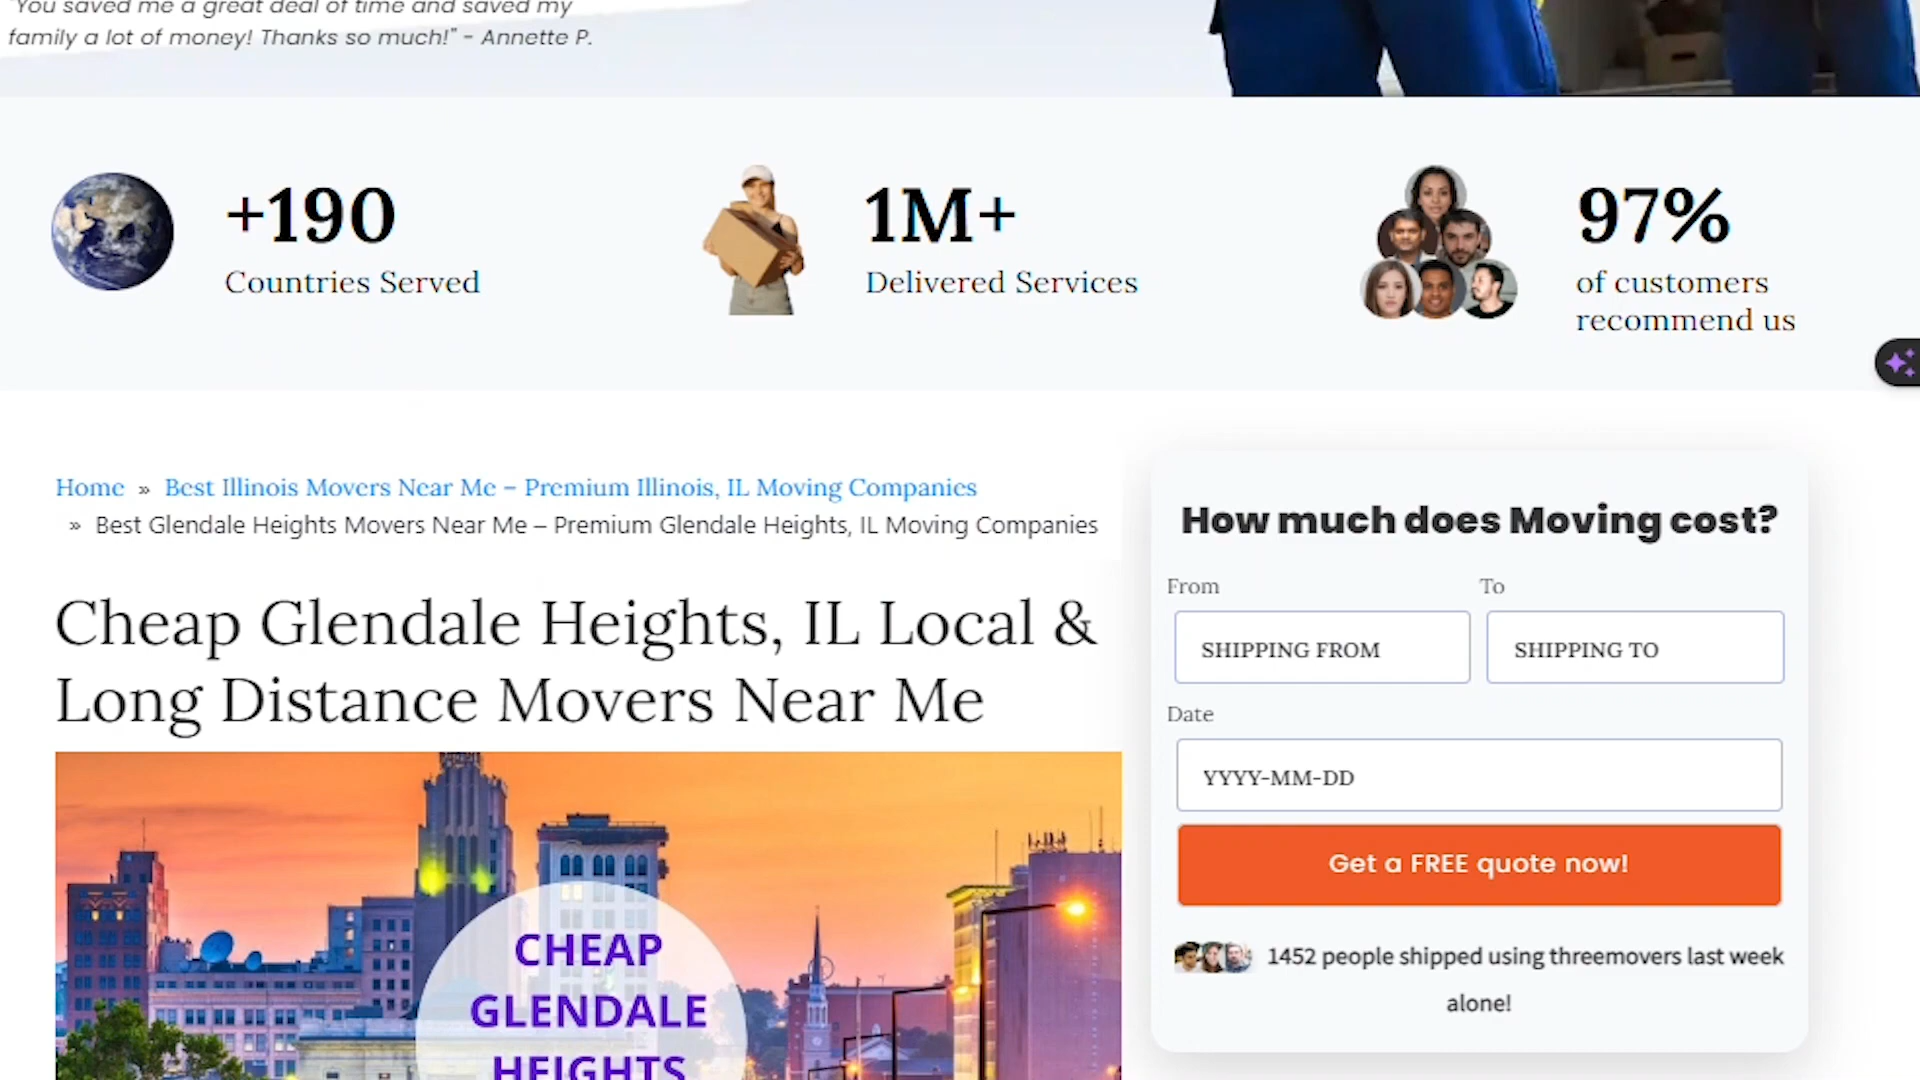 "You saved me a great deal of time and saved my
family a lot of money! Thanks so much!" - Annette P.
+190
Countries Served
1M+
Delivered Services
97%
of customers
recommend us
Home » Best Illinois Movers Near Me – Premium Illinois, IL Moving Companies
» Best Glendale Heights Movers Near Me – Premium Glendale Heights, IL Moving Companies
Cheap Glendale Heights, IL Local &
Long Distance Movers Near Me
CHEAP
GLENDALE
HEIGHTS
How much does Moving cost?
From To
SHIPPING FROM SHIPPING TO
Date
YYYY-MM-DD
Get a FREE quote now!
1452 people shipped using threemovers last week
alone!